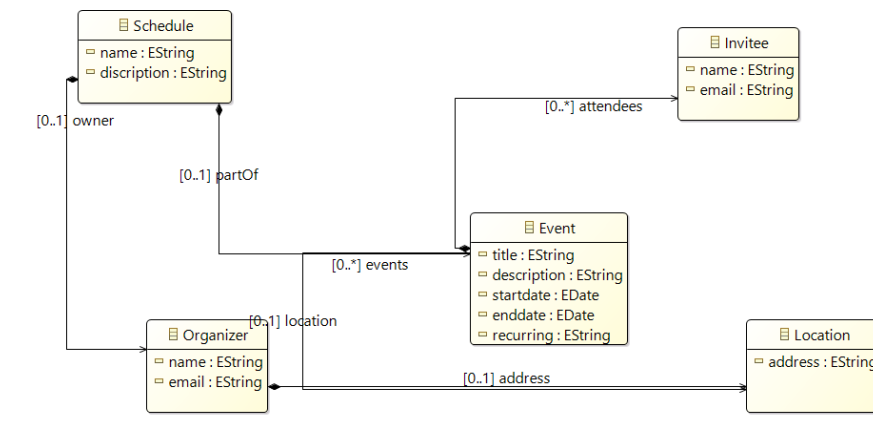 Schedule
name : EString
discription : EString
Invitee
name : EString
email : EString
[0..*] attendees
[0..1] owner
[0..1] partOf
Event
title : EString
description : EString
startdate : EDate
enddate : EDate
recurring : EString
[0..*] events
[0..1] location
Organizer
name : EString
email : EString
[0..1] address
Location
address : EString